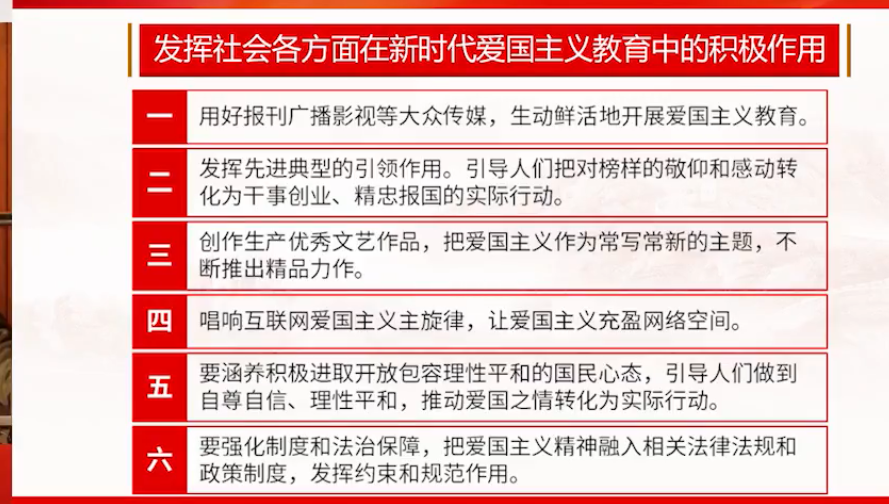 发挥社会各方面在新时代爱国主义教育中的积极作用
一 用好报刊广播影视等大众传媒，生动鲜活地开展爱国主义教育。
二 发挥先进典型的引领作用。引导人们把对榜样的敬仰和感动转
化为干事创业、精忠报国的实际行动。
三 创作生产优秀文艺作品，把爱国主义作为常写常新的主题，不
断推出精品力作。
四 唱响互联网爱国主义主旋律，让爱国主义充盈网络空间。
五 要涵养积极进取开放包容理性平和的国民心态，引导人们做到
自尊自信、理性平和，推动爱国之情转化为实际行动。
六 要强化制度和法治保障，把爱国主义精神融入相关法律法规和
政策制度，发挥约束和规范作用。